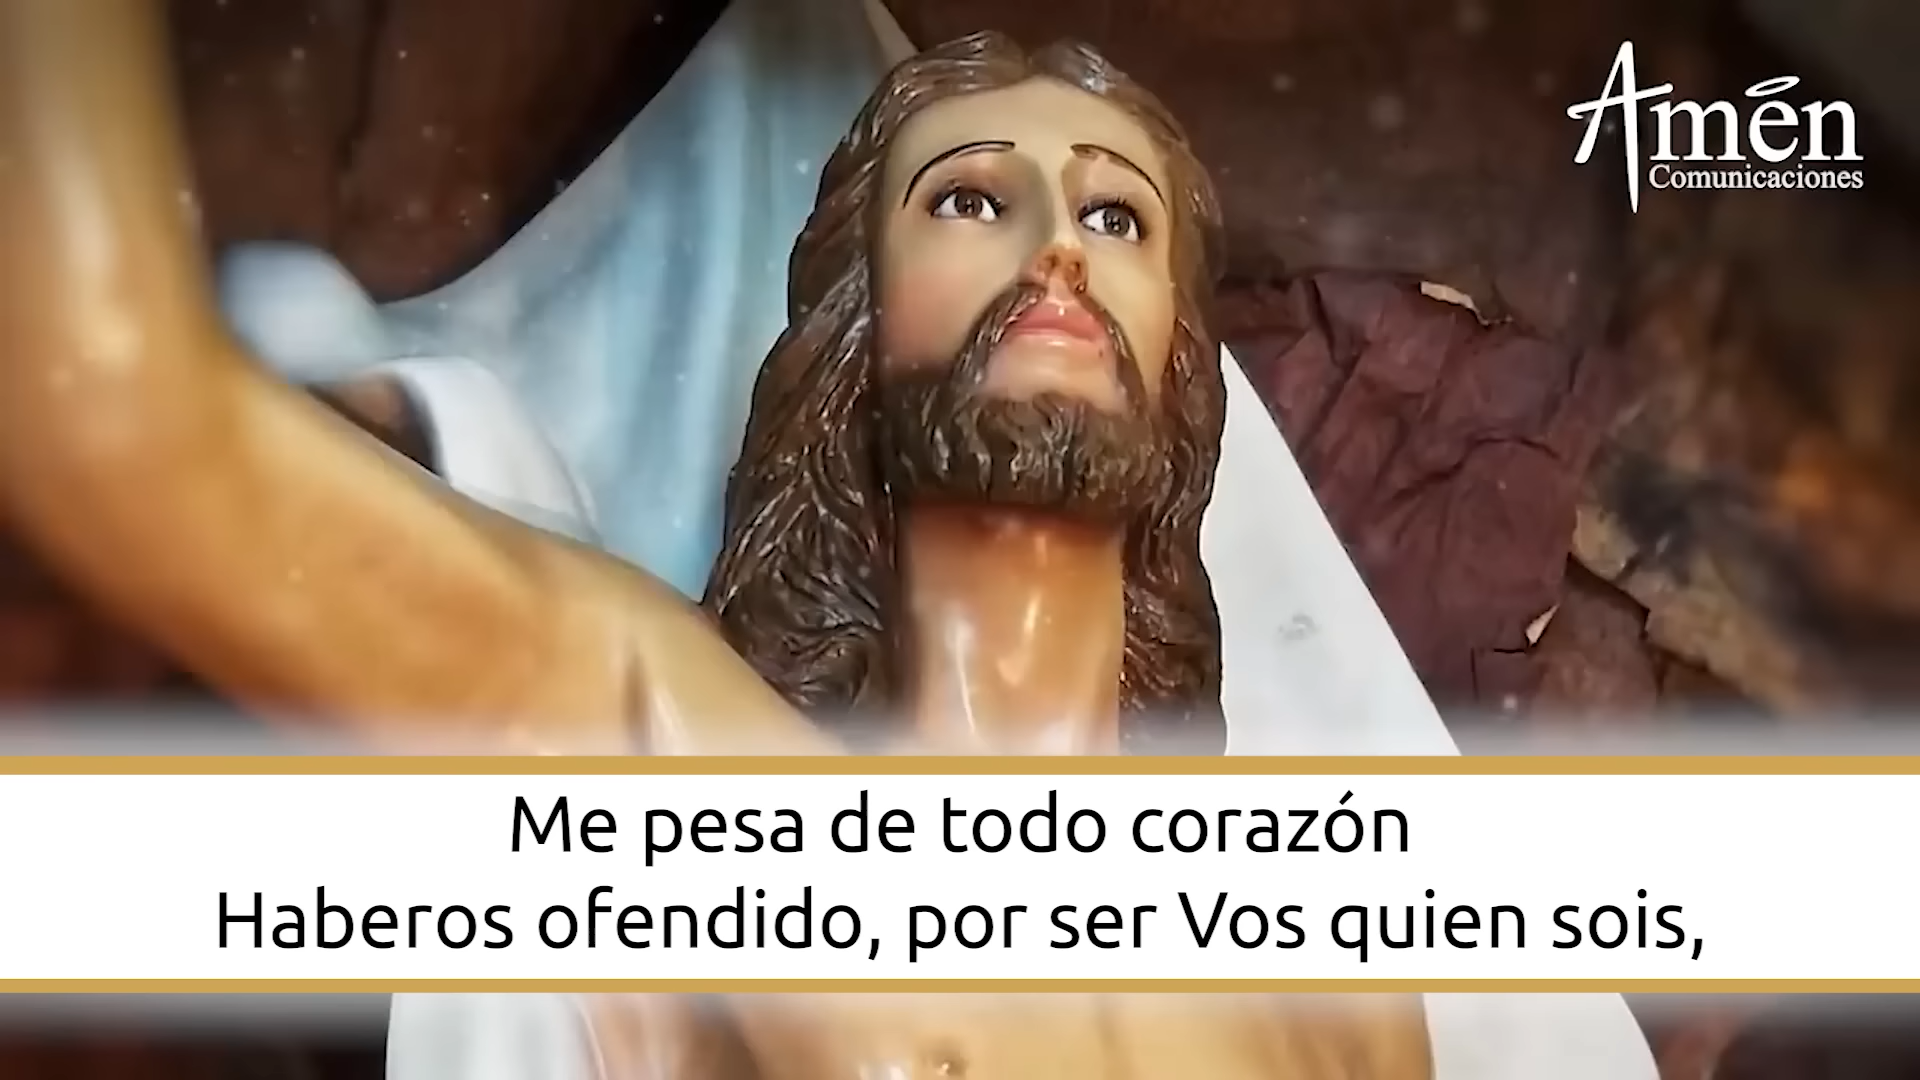 Amén
Comunicaciones
Me pesa de todo corazón
Haberos ofendido, por ser Vos quien sois,